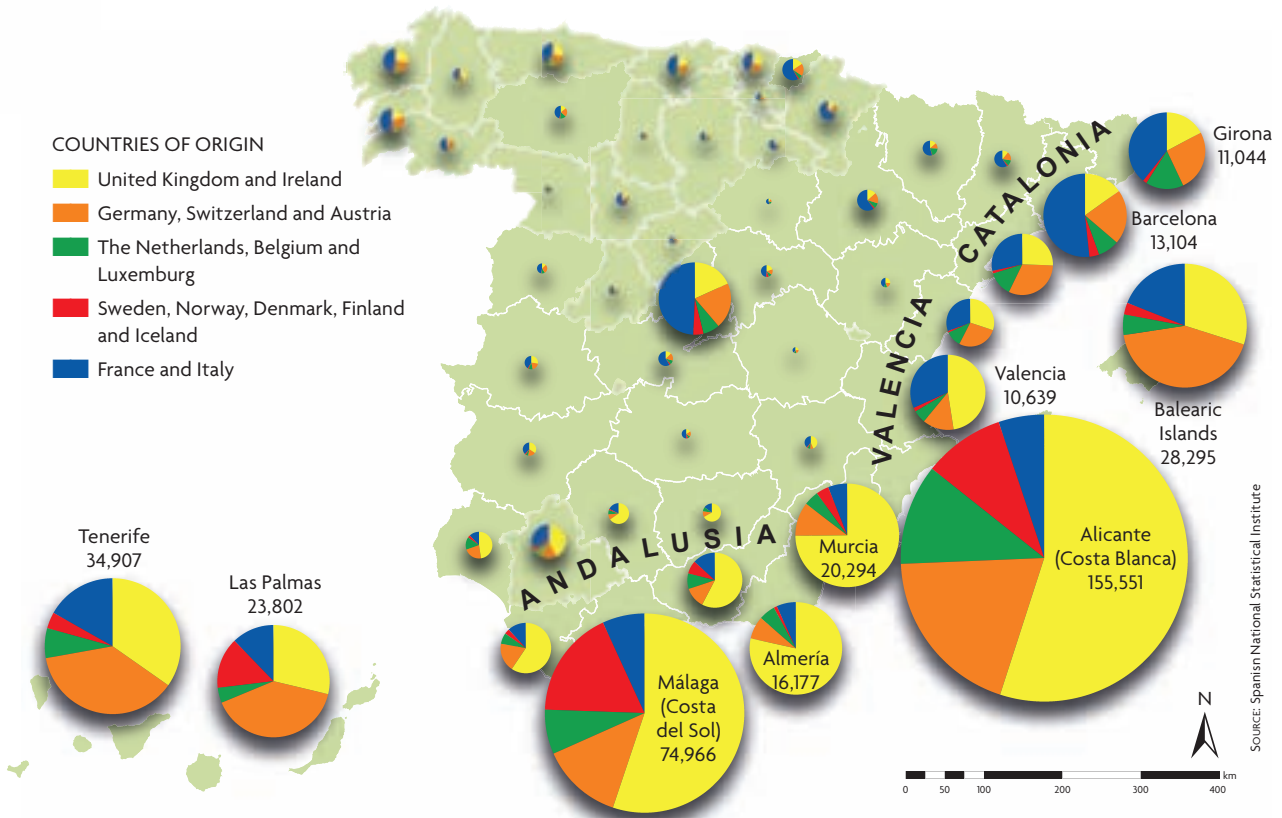 COUNTRIES OF ORIGIN
United Kingdom and Ireland
Germany, Switzerland and Austria
The Netherlands, Belgium and
Luxemburg
Sweden, Norway, Denmark, Finland
and Iceland
France and Italy
CATALONIA
VALENCIA
ANDALUSIA
Girona
11,044
Barcelona
13,104
Balearic
Islands
28,295
Valencia
10,639
Alicante
(Costa Blanca)
155,551
Murcia
20,294
Almería
16,177
Málaga
(Costa
del Sol)
74,966
Tenerife
34,907
Las Palmas
23,802
N
0 50 100 200 300 400 km
SOURCE: Spanisn National Statistical Institute